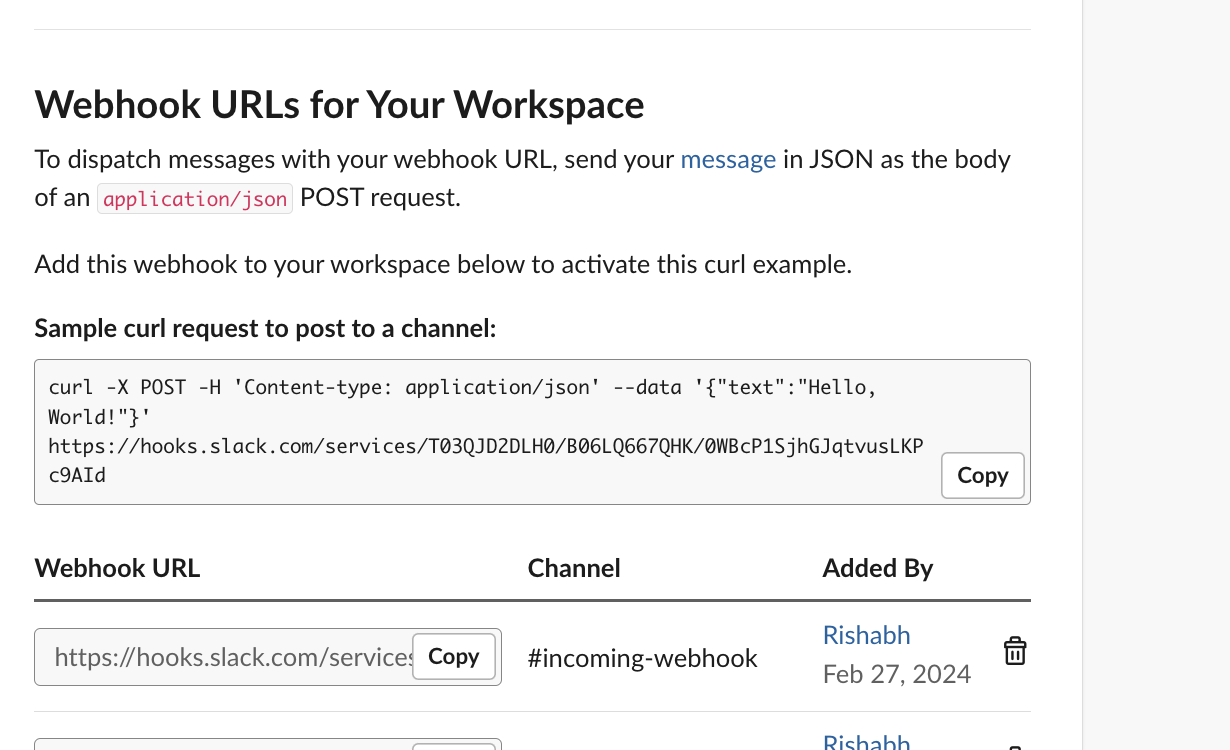 Webhook URLs for Your Workspace
To dispatch messages with your webhook URL, send your message in JSON as the body
of an application/json POST request.
Add this webhook to your workspace below to activate this curl example.
Sample curl request to post to a channel:
curl -X POST -H 'Content-type: application/json' --data '{"text":"Hello,
World!"}'
https://hooks.slack.com/services/T03QJD2DLH0/B06LQ667QHK/0WBcP1SjhGJqtvusLKP
c9AId
Copy
Webhook URL Channel Added By
https://hooks.slack.com/services Copy #incoming-webhook Rishabh
Feb 27, 2024
Rishabh